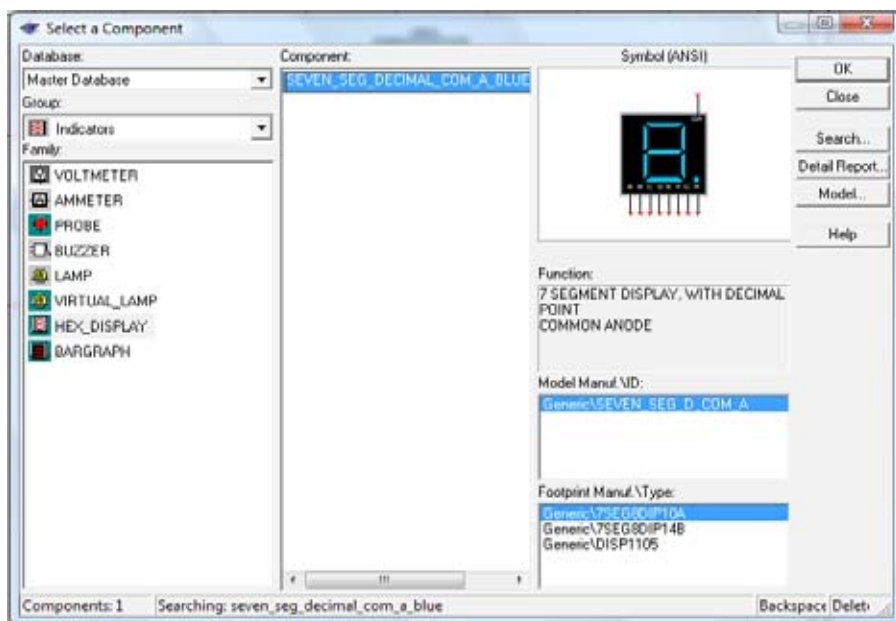 Select a Component
Database:
Master Database
Group:
Indicators
Family:
VOLTMETER
AMMETER
PROBE
BUZZER
LAMP
VIRTUAL_LAMP
HEX_DISPLAY
BARGRAPH
Component:
SEVEN_SEG_DECIMAL_COM_A_BLUE
Symbol (ANSI)
Function:
7 SEGMENT DISPLAY, WITH DECIMAL
POINT
COMMON ANODE
Model Manuf.\ID:
Generic\SEVEN_SEG_D_COM_A
Footprint Manuf.\Type:
Generic\7SEG8DIP10A
Generic\7SEG8DIP14B
Generic\DISP1105
OK
Close
Search...
Detail Report...
Model...
Help
Components: 1
Searching: seven_seg_decimal_com_a_blue
Backspace
Delet